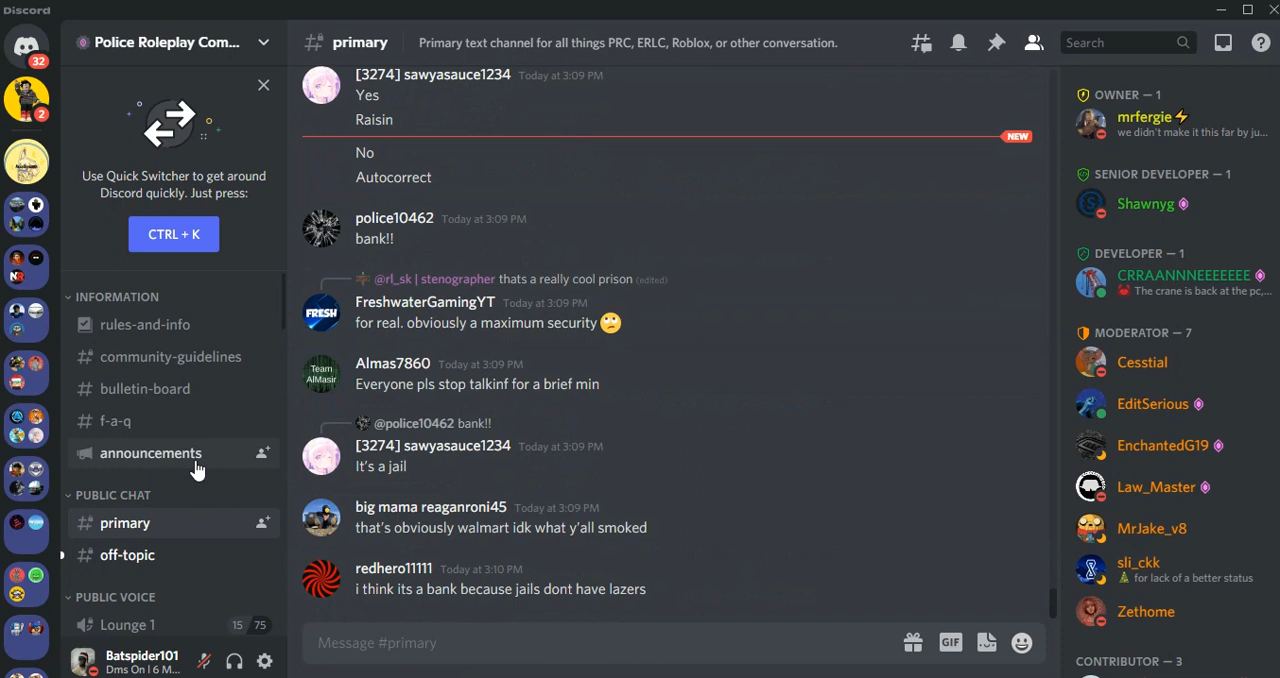 Discord
32
2
Police Roleplay Com...
Use Quick Switcher to get around
Discord quickly. Just press:
CTRL + K
INFORMATION
rules-and-info
community-guidelines
bulletin-board
f-a-q
announcements
PUBLIC CHAT
primary
off-topic
PUBLIC VOICE
Lounge 1 15 75
Batspider101
Dms On l 6 M...
primary Primary text channel for all things PRC, ERLC, Roblox, or other conversation.
Search
[3274] sawyasauce1234 Today at 3:09 PM
Yes
Raisin
NEW
No
Autocorrect
police10462 Today at 3:09 PM
bank!!
@rl_sk | stenographer thats a really cool prison (edited)
FRESH
FreshwaterGamingYT Today at 3:09 PM
for real. obviously a maximum security
Team
AlMasir
Almas7860 Today at 3:09 PM
Everyone pls stop talkinf for a brief min
@police10462 bank!!
[3274] sawyasauce1234 Today at 3:09 PM
It's a jail
big mama reaganroni45 Today at 3:09 PM
that's obviously walmart idk what y'all smoked
redhero11111 Today at 3:10 PM
i think its a bank because jails dont have lazers
Message #primary
GIF
OWNER — 1
mrfergie
we didn't make it this far by ju...
SENIOR DEVELOPER — 1
Shawnyg
DEVELOPER — 1
CRRAANNNEEEEEEE
The crane is back at the pc,...
MODERATOR — 7
Cesstial
EditSerious
EnchantedG19
Law_Master
MrJake_v8
sli_ckk
for lack of a better status
Zethome
CONTRIBUTOR — 3